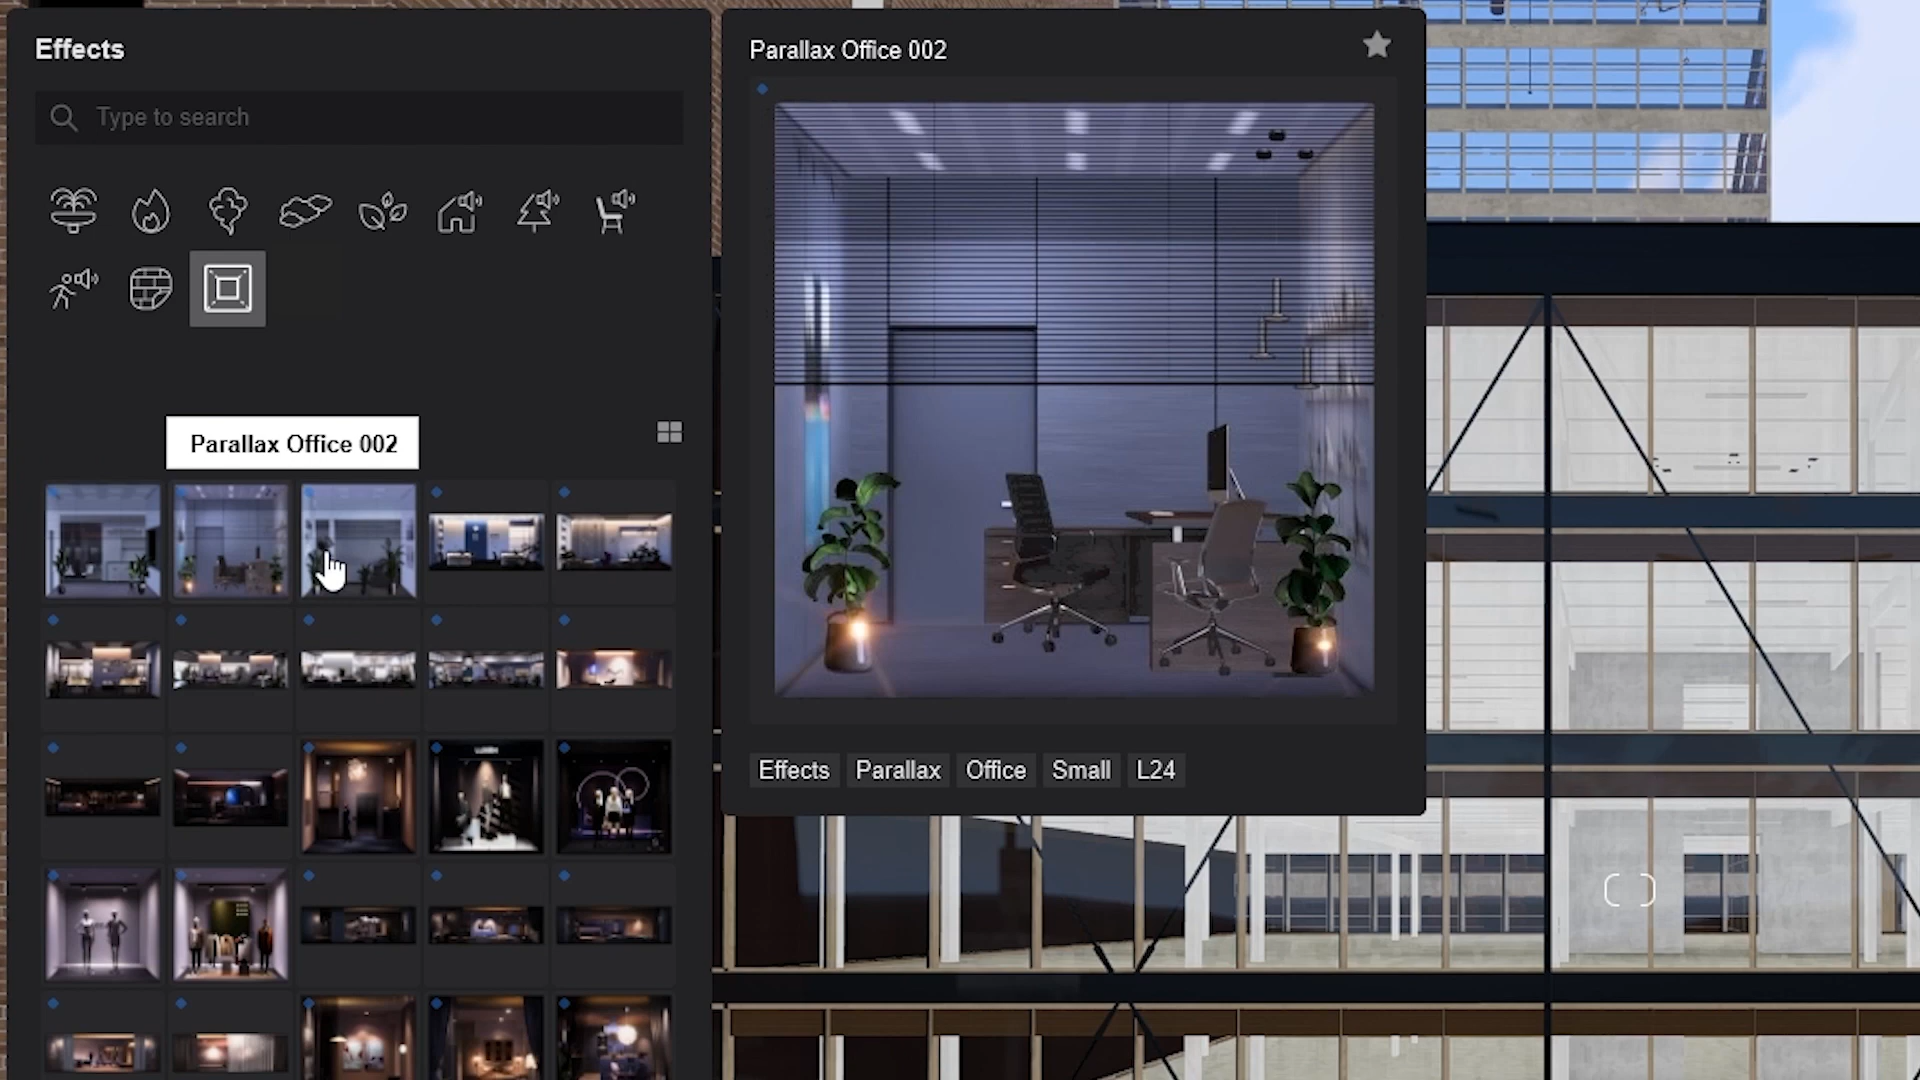 Effects
Type to search
Parallax Office 002
Parallax Office 002
Effects
Parallax
Office
Small
L24